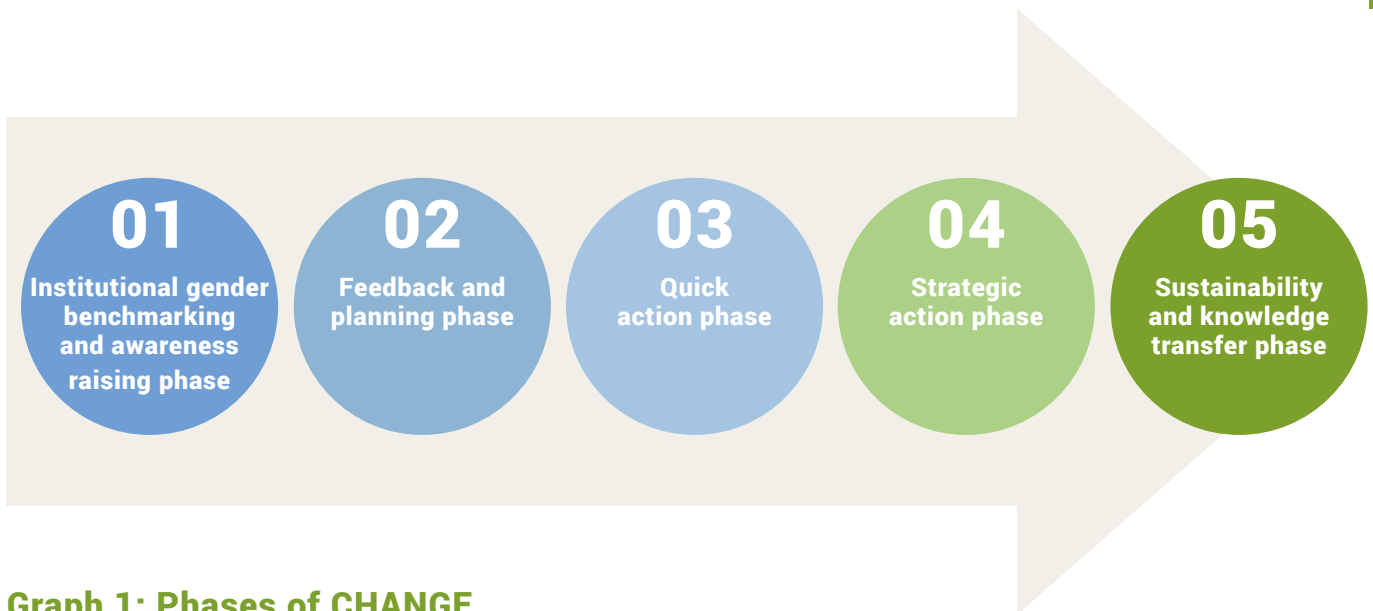 01
Institutional gender
benchmarking
and awareness
raising phase
02
Feedback and
planning phase
03
Quick
action phase
04
Strategic
action phase
05
Sustainability
and knowledge
transfer phase
Graph 1: Phases of CHANGE